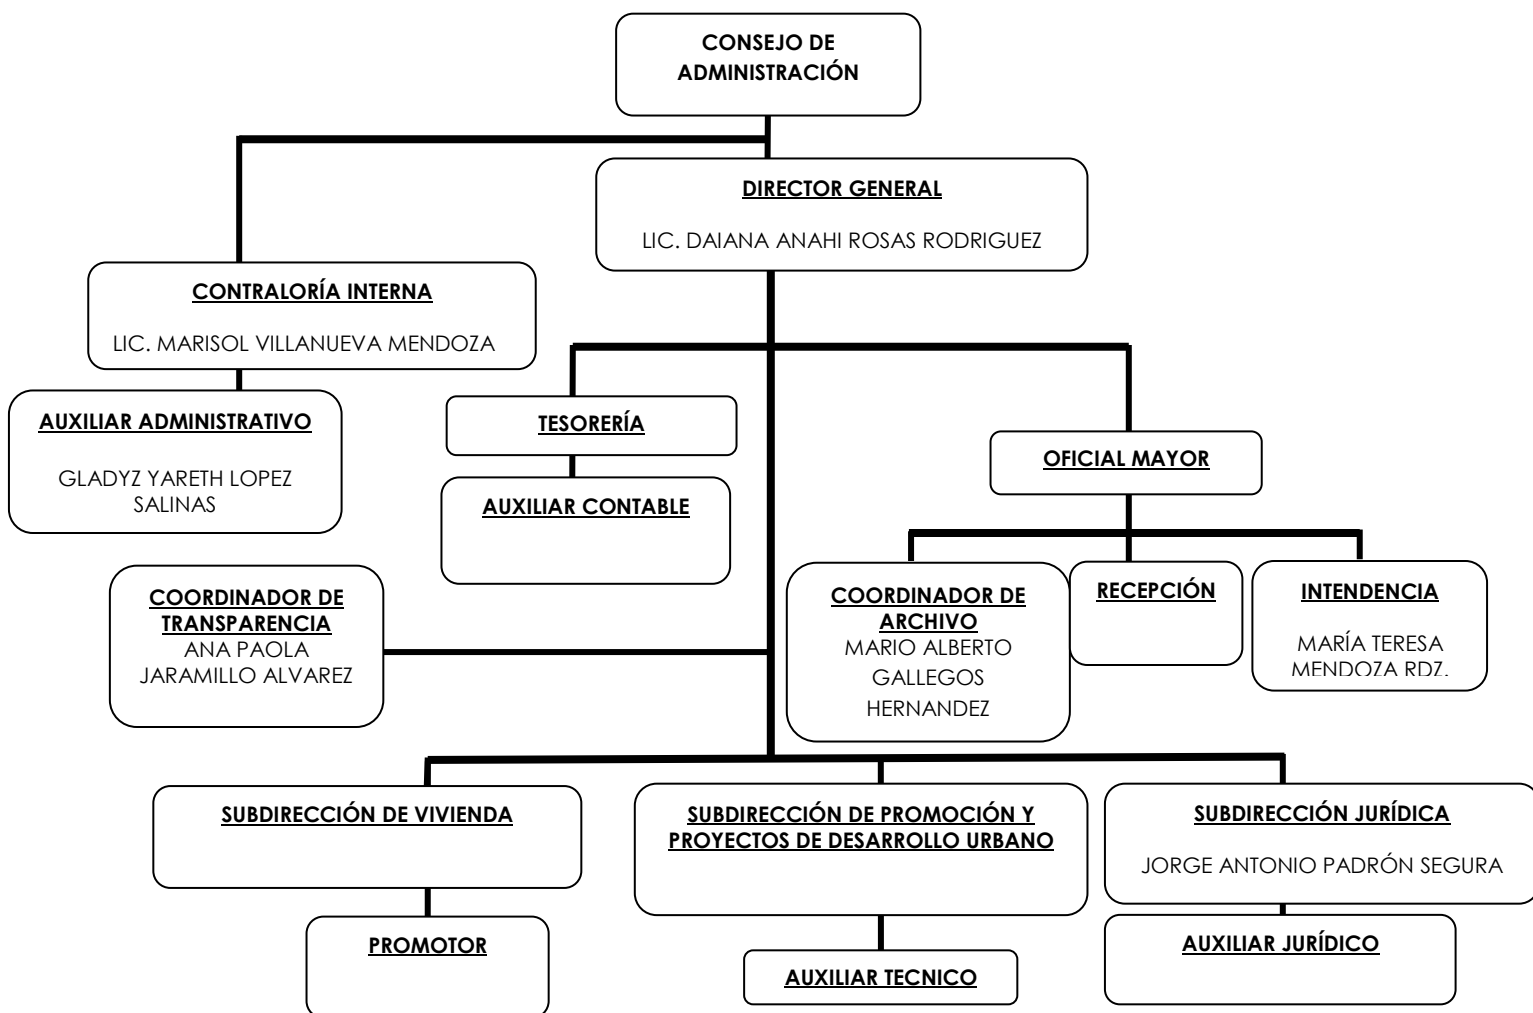 CONSEJO DE
ADMINISTRACIÓN
DIRECTOR GENERAL
LIC. DAIANA ANAHI ROSAS RODRIGUEZ
CONTRALORÍA INTERNA
LIC. MARISOL VILLANUEVA MENDOZA
AUXILIAR ADMINISTRATIVO
GLADYZ YARETH LOPEZ
SALINAS
TESORERÍA
AUXILIAR CONTABLE
OFICIAL MAYOR
COORDINADOR DE
TRANSPARENCIA
ANA PAOLA
JARAMILLO ALVAREZ
COORDINADOR DE
ARCHIVO
MARIO ALBERTO
GALLEGOS
HERNANDEZ
RECEPCIÓN
INTENDENCIA
MARÍA TERESA
MENDOZA RDZ.
SUBDIRECCIÓN DE VIVIENDA
PROMOTOR
SUBDIRECCIÓN DE PROMOCIÓN Y
PROYECTOS DE DESARROLLO URBANO
AUXILIAR TECNICO
SUBDIRECCIÓN JURÍDICA
JORGE ANTONIO PADRÓN SEGURA
AUXILIAR JURÍDICO